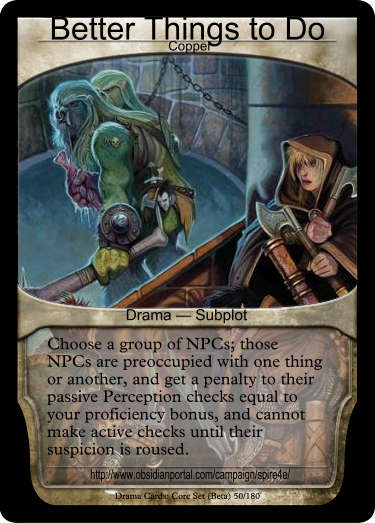 Better Things to Do
Copper
Drama — Subplot
Choose a group of NPCs; those
NPCs are preoccupied with one thing
or another, and get a penalty to their
passive Perception checks equal to
your proficiency bonus, and cannot
make active checks until their
suspicion is roused.
http://www.obsidianportal.com/campaign/spire4e/
Drama Cards: Core Set (Beta) 50/180